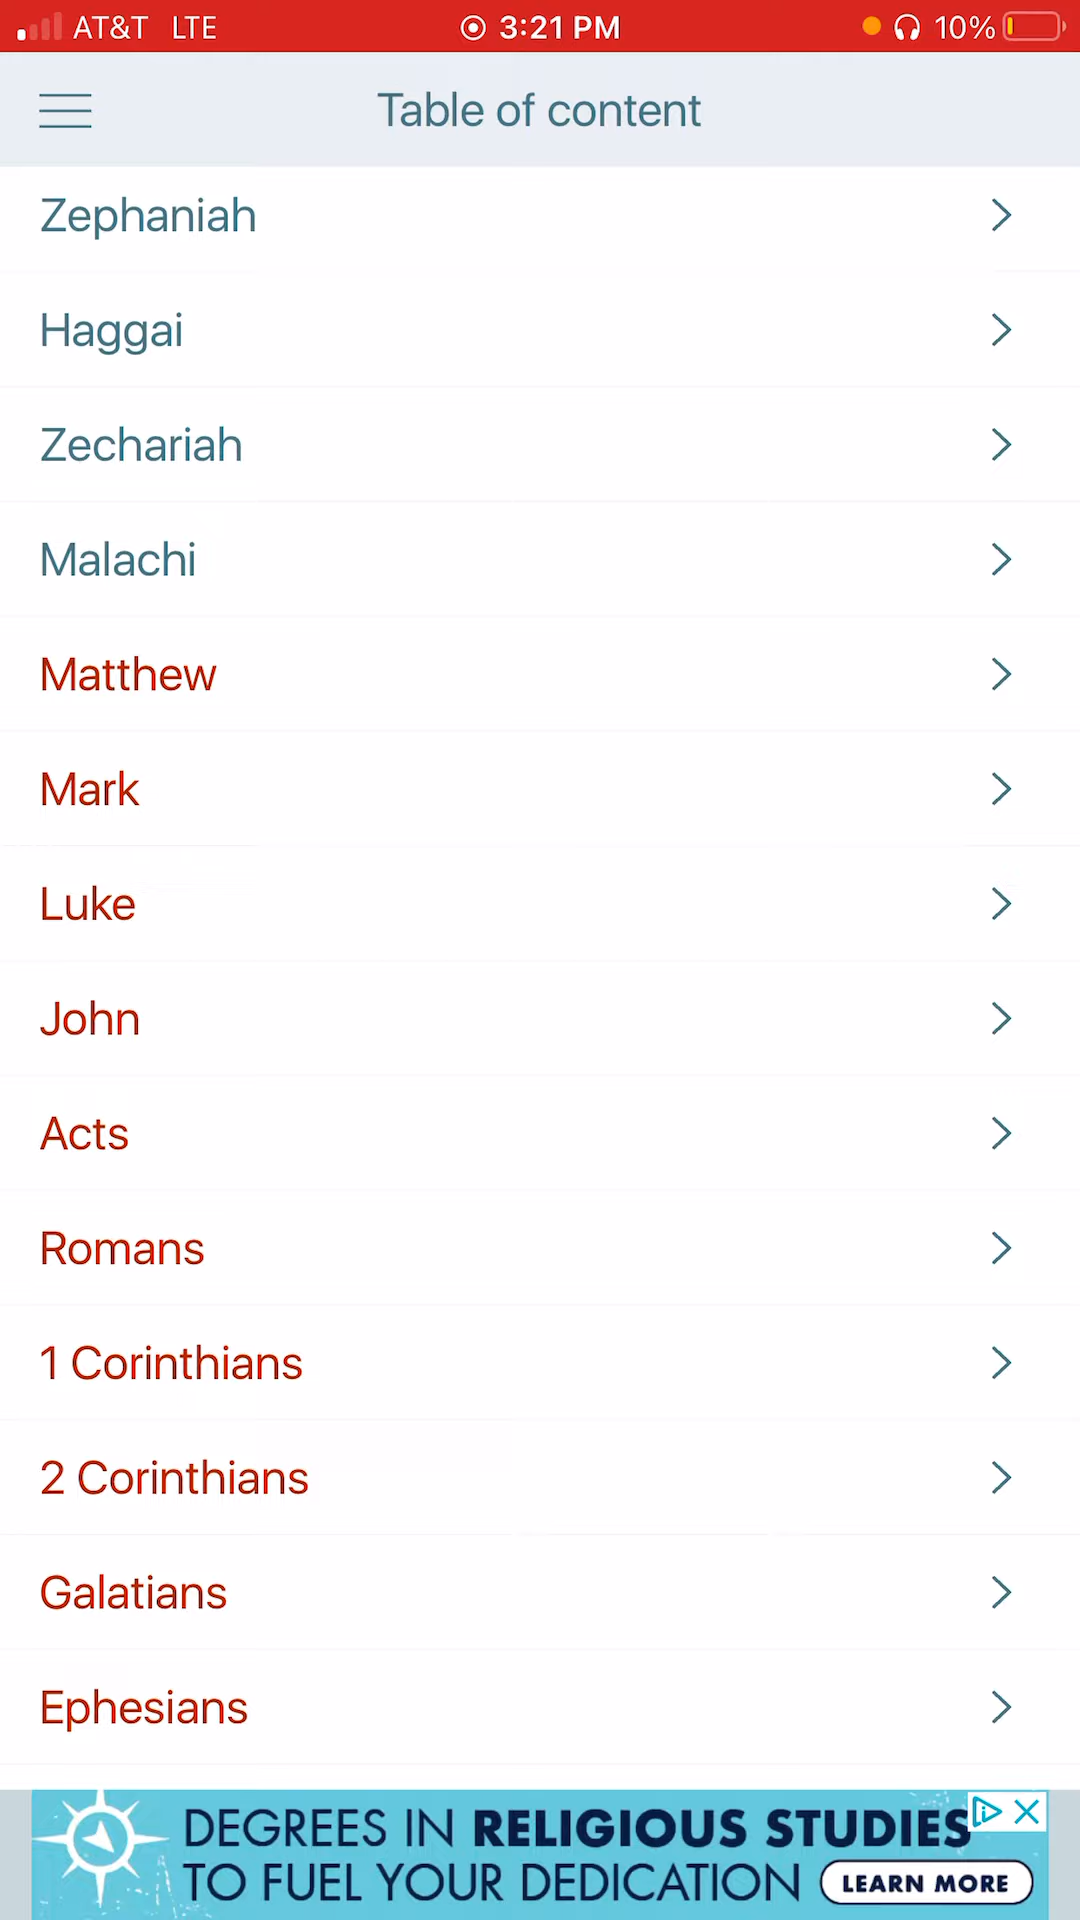 AT&T LTE 3:21 PM 10%
Table of content
Zephaniah
Haggai
Zechariah
Malachi
Matthew
Mark
Luke
John
Acts
Romans
1 Corinthians
2 Corinthians
Galatians
Ephesians
DEGREES IN RELIGIOUS STUDIES
TO FUEL YOUR DEDICATION LEARN MORE